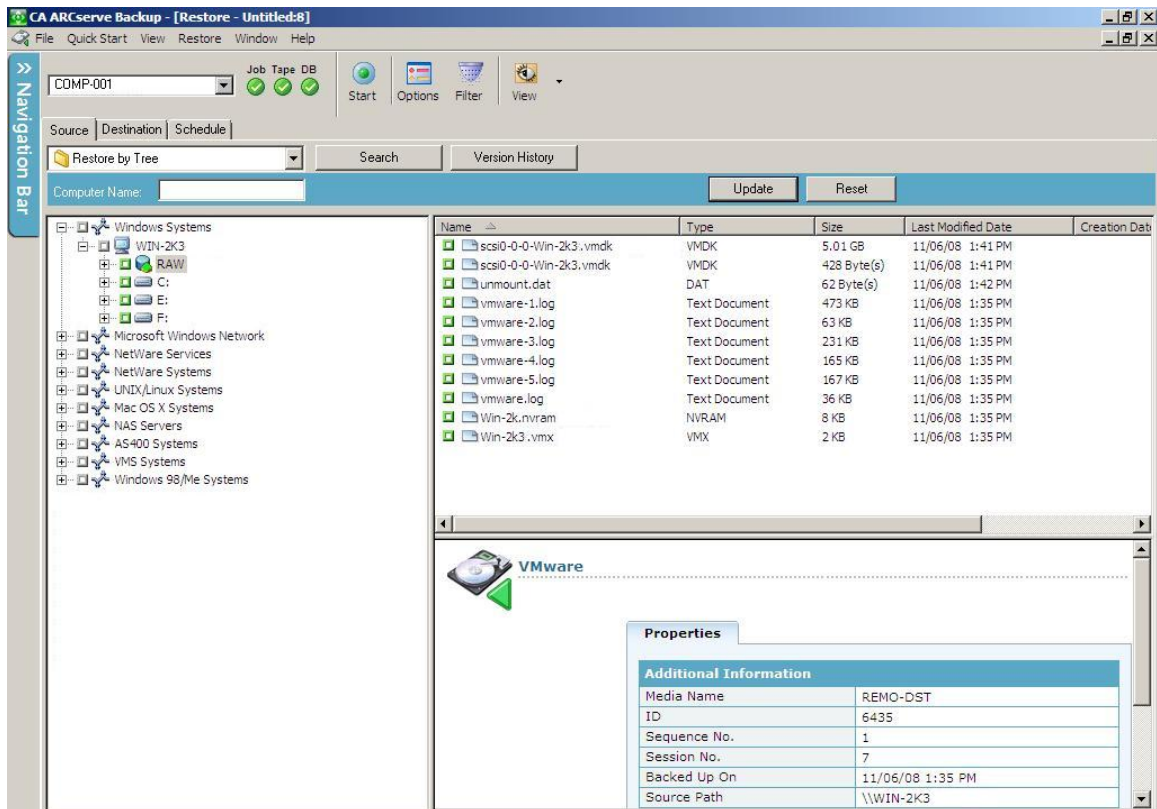 CA ARCserve Backup - [Restore - Untitled:8]
File Quick Start View Restore Window Help
Navigation Bar
COMP-001
Job Tape DB
Start Options Filter View
Source Destination Schedule
Restore by Tree Search Version History
Computer Name: Update Reset
Windows Systems
WIN-2K3
RAW
C:
E:
F:
Microsoft Windows Network
NetWare Services
NetWare Systems
UNIX/Linux Systems
Mac OS X Systems
NAS Servers
AS400 Systems
VMS Systems
Windows 98/Me Systems
Name Type Size Last Modified Date Creation Dat
scsi0-0-0-Win-2k3.vmdk VMDK 5.01 GB 11/06/08 1:41 PM
scsi0-0-0-Win-2k3.vmdk VMDK 428 Byte(s) 11/06/08 1:41 PM
unmount.dat DAT 62 Byte(s) 11/06/08 1:42 PM
vmware-1.log Text Document 473 KB 11/06/08 1:35 PM
vmware-2.log Text Document 63 KB 11/06/08 1:35 PM
vmware-3.log Text Document 231 KB 11/06/08 1:35 PM
vmware-4.log Text Document 165 KB 11/06/08 1:35 PM
vmware-5.log Text Document 167 KB 11/06/08 1:35 PM
vmware.log Text Document 36 KB 11/06/08 1:35 PM
Win-2k.nvram NVRAM 8 KB 11/06/08 1:35 PM
Win-2k3.vmx VMX 2 KB 11/06/08 1:35 PM
VMware
Properties
Additional Information
Media Name REMO-DST
ID 6435
Sequence No. 1
Session No. 7
Backed Up On 11/06/08 1:35 PM
Source Path \\WIN-2K3